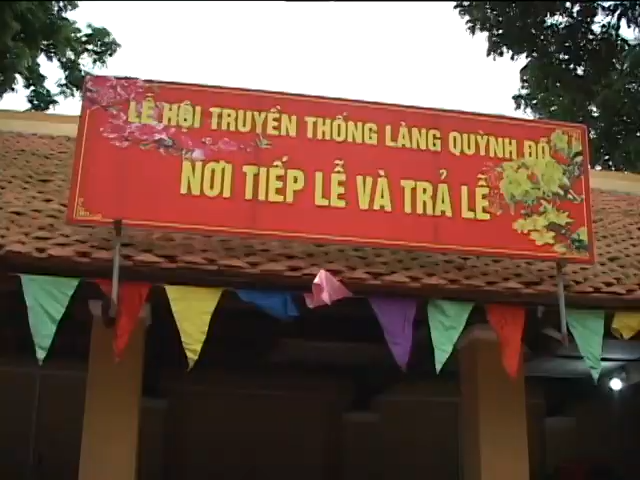 LỄ HỘI TRUYỀN THỐNG LÀNG QUỲNH ĐÔ
NƠI TIẾP LỄ VÀ TRẢ LỄ